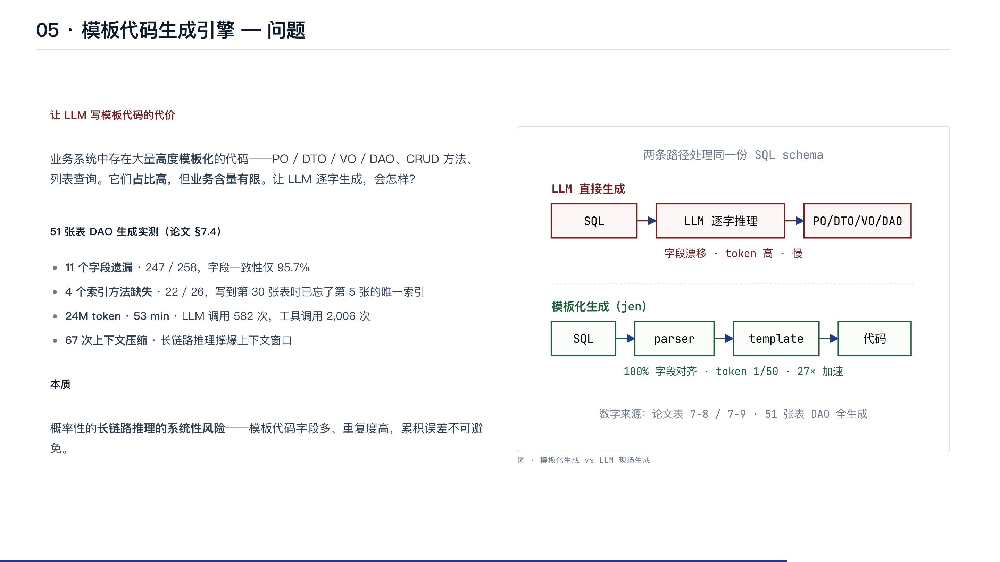 05 · 模板代码生成引擎 — 问题
让 LLM 写模板代码的代价
业务系统中存在大量高度模板化的代码——PO / DTO / VO / DAO、CRUD 方法、
列表查询。它们占比高，但业务含量有限。让 LLM 逐字生成，会怎样？
51 张表 DAO 生成实测（论文 §7.4）
• 11 个字段遗漏 · 247 / 258，字段一致性仅 95.7%
• 4 个索引方法缺失 · 22 / 26，写到第 30 张表时已忘了第 5 张的唯一索引
• 24M token · 53 min · LLM 调用 582 次，工具调用 2,006 次
• 67 次上下文压缩 · 长链路推理撑爆上下文窗口
本质
概率性的长链路推理的系统性风险——模板代码字段多、重复度高，累积误差不可避
免。
两条路径处理同一份 SQL schema
LLM 直接生成
SQL
LLM 逐字推理
PO/DTO/VO/DAO
字段漂移 · token 高 · 慢
模板化生成（jen）
SQL
parser
template
代码
100% 字段对齐 · token 1/50 · 27× 加速
数字来源：论文表 7-8 / 7-9 · 51 张表 DAO 全生成
图 · 模板化生成 vs LLM 现场生成